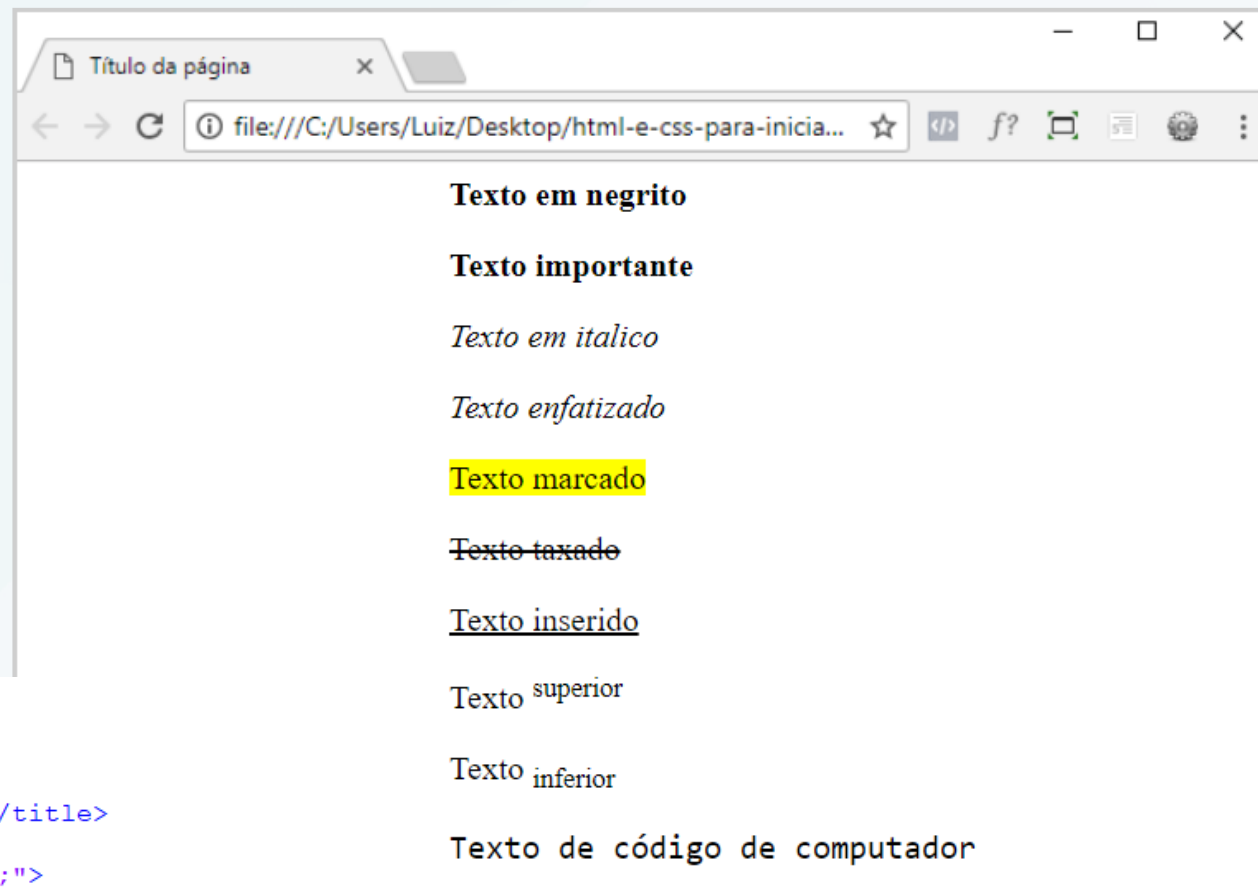 Título da página
file:///C:/Users/Luiz/Desktop/html-e-css-para-inicia...
f?
Texto em negrito
Texto importante
Texto em italico
Texto enfatizado
Texto marcado
Texto taxado
Texto inserido
Texto superior
Texto inferior
/title>
Texto de código de computador
;">